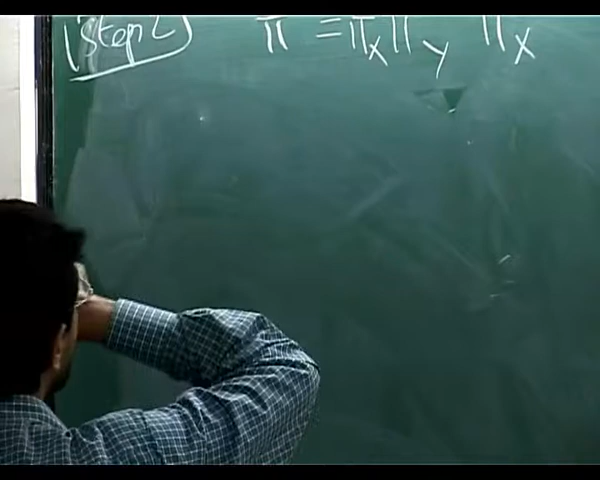 (Step 2)
π = π_X π_Y π_X